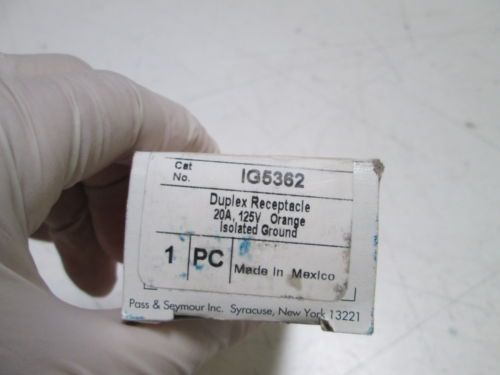 Cat
No.
IG5362
Duplex Receptacle
20A, 125V Orange
Isolated Ground
1 PC Made in Mexico
Pass & Seymour Inc. Syracuse, New York 13221